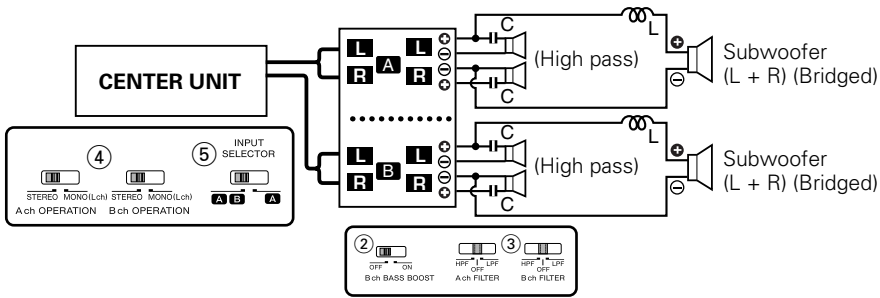 CENTER UNIT
L L ⊕
A ⊖
R R ⊖
⊕
C
(High pass)
C
L
⊕
⊖
Subwoofer
(L + R) (Bridged)
L L ⊕
B ⊖
R R ⊖
⊕
C
(High pass)
C
L
⊕
⊖
Subwoofer
(L + R) (Bridged)
④ ⑤ INPUT
SELECTOR
STEREO MONO(Lch) STEREO MONO(Lch) A B A
A ch OPERATION B ch OPERATION
② ③
OFF ON HPF OFF LPF HPF OFF LPF
B ch BASS BOOST A ch FILTER B ch FILTER